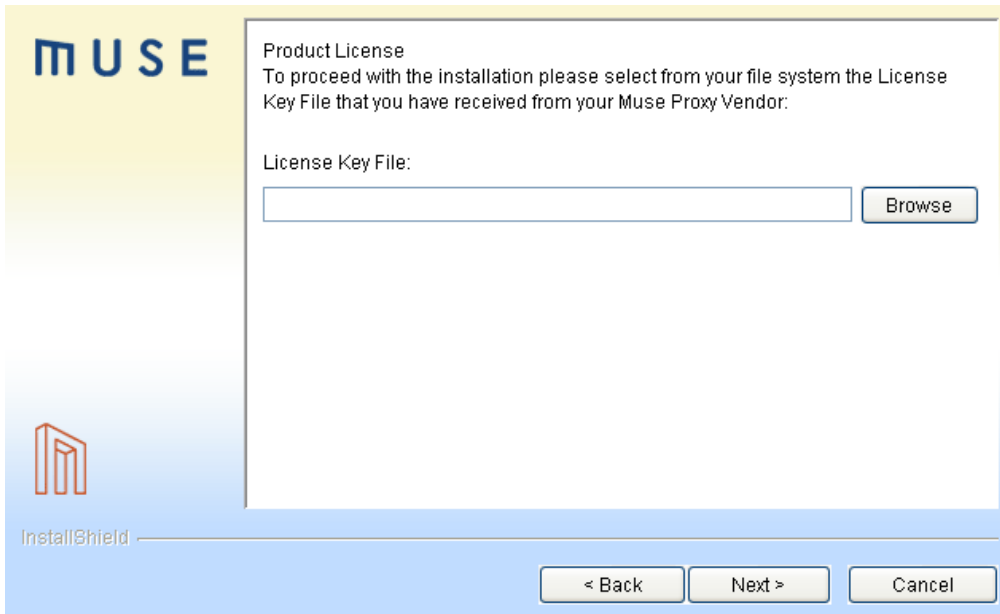 MUSE
Product License
To proceed with the installation please select from your file system the License
Key File that you have received from your Muse Proxy Vendor:
License Key File:
Browse
InstallShield
< Back
Next >
Cancel